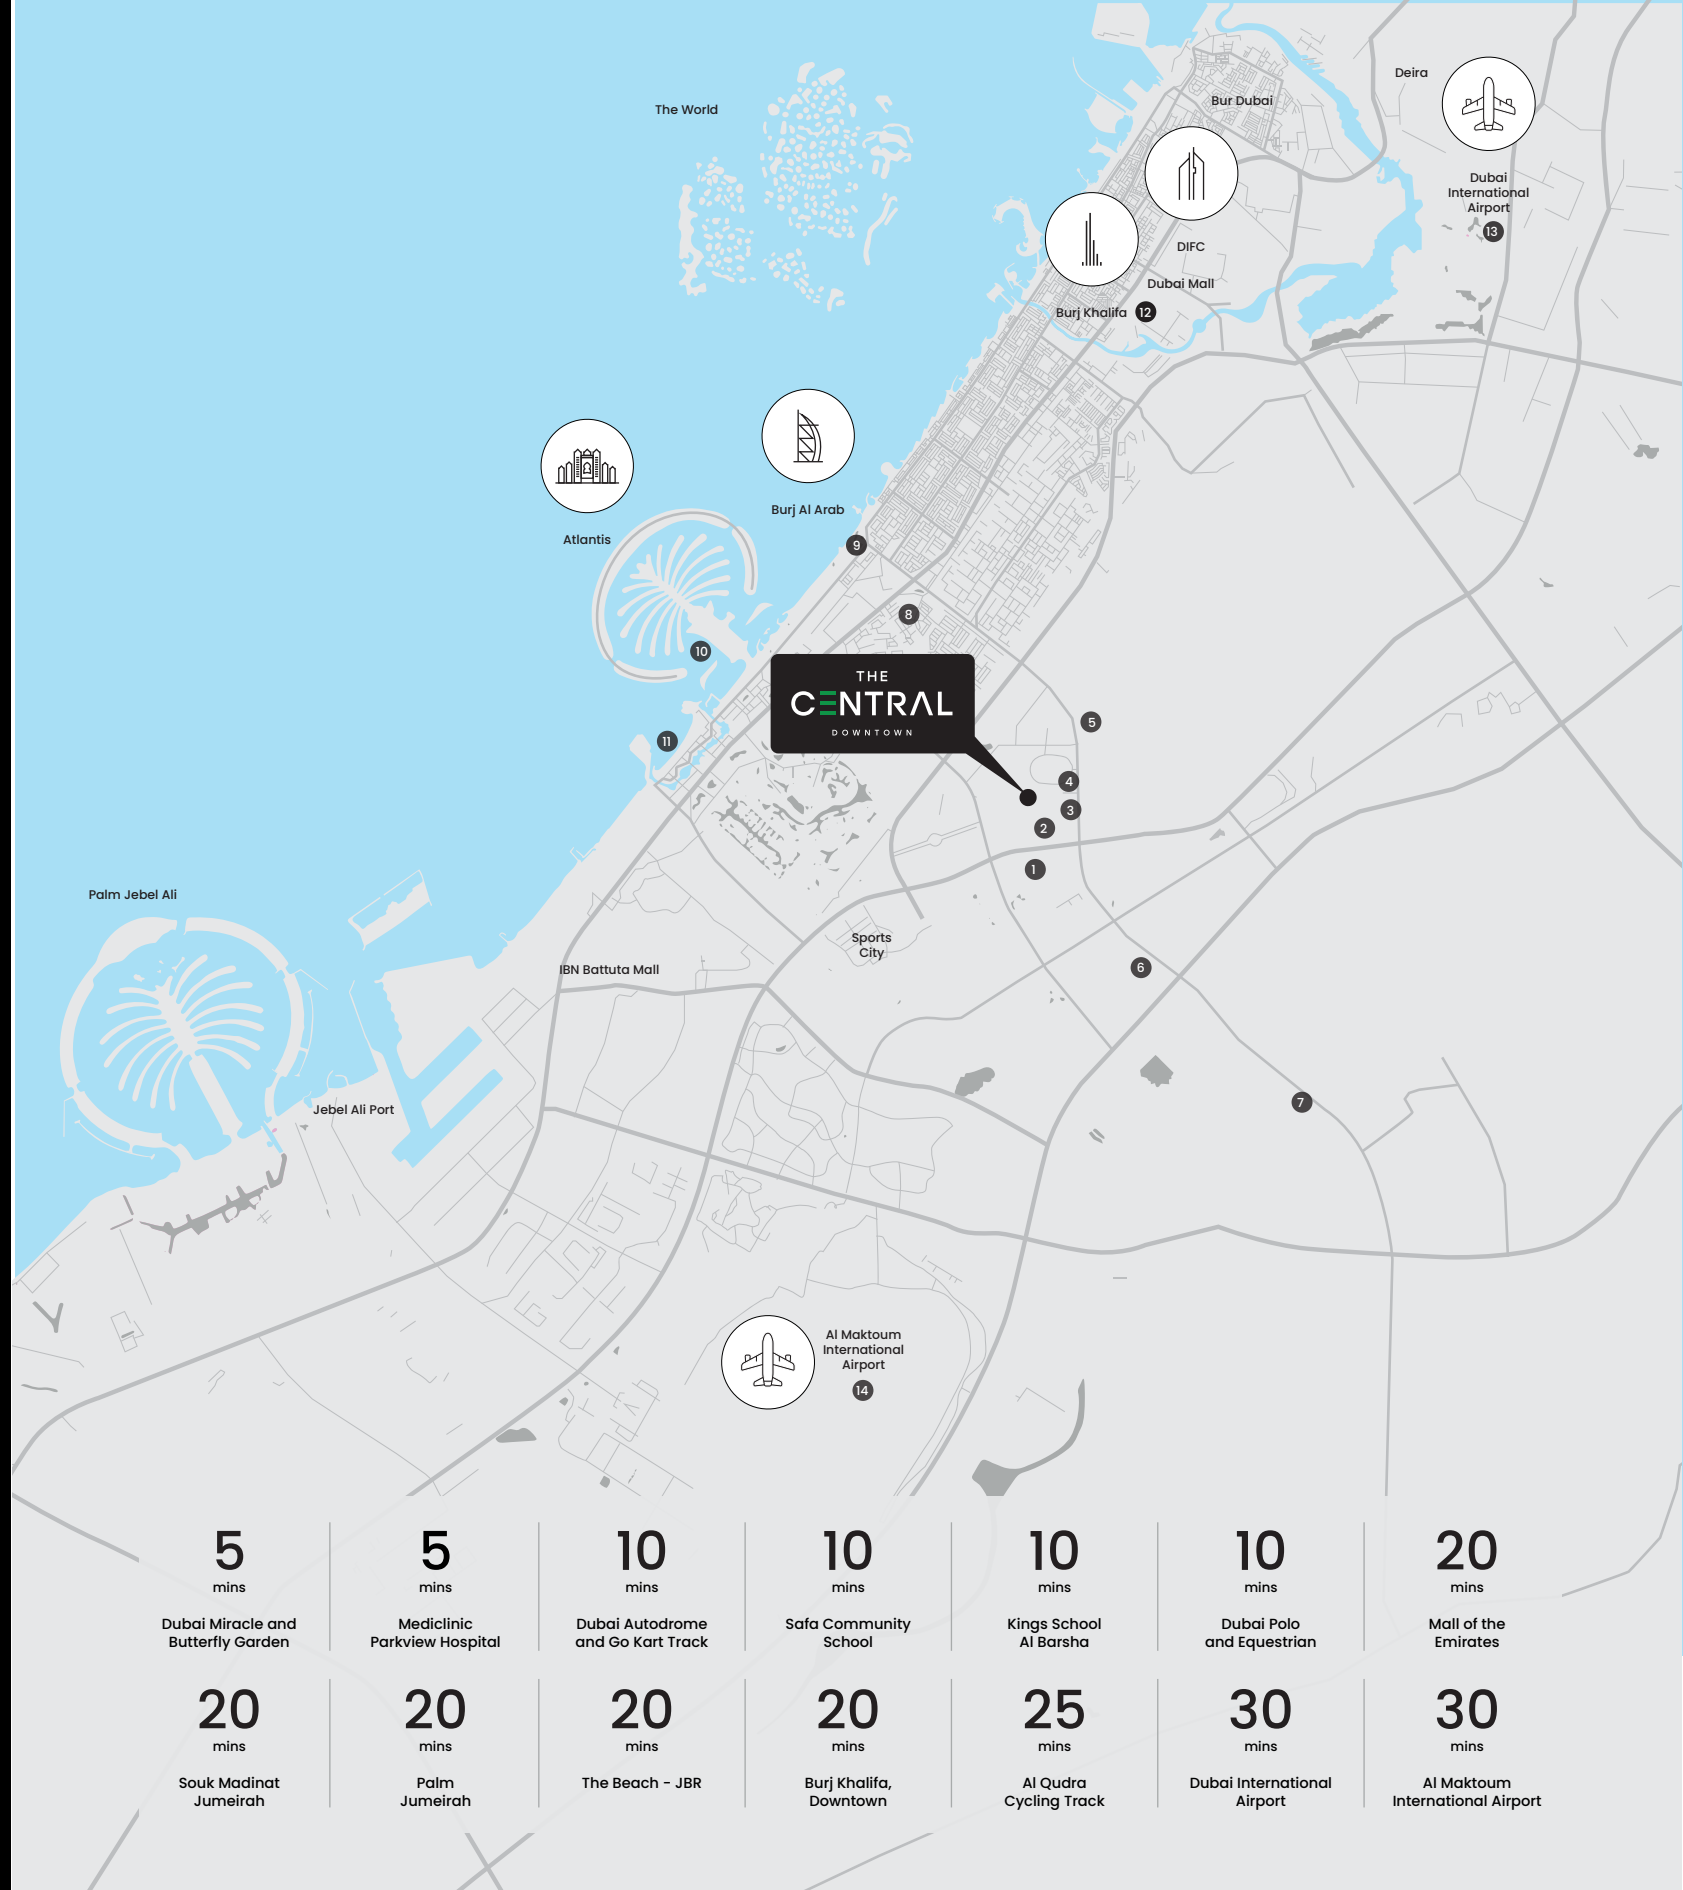 The World
Deira
Bur Dubai
Dubai
International
Airport
13
DIFC
Dubai Mall
Burj Khalifa
12
Burj Al Arab
Atlantis
9
8
10
THE
CENTRAL
DOWNTOWN
5
11
4
3
2
1
Palm Jebel Ali
Sports
City
IBN Battuta Mall
6
7
Jebel Ali Port
Al Maktoum
International
Airport
14
5
mins
Dubai Miracle and
Butterfly Garden
5
mins
Mediclinic
Parkview Hospital
10
mins
Dubai Autodrome
and Go Kart Track
10
mins
Safa Community
School
10
mins
Kings School
Al Barsha
10
mins
Dubai Polo
and Equestrian
20
mins
Mall of the
Emirates
20
mins
Souk Madinat
Jumeirah
20
mins
Palm
Jumeirah
20
mins
The Beach - JBR
20
mins
Burj Khalifa,
Downtown
25
mins
Al Qudra
Cycling Track
30
mins
Dubai International
Airport
30
mins
Al Maktoum
International Airport